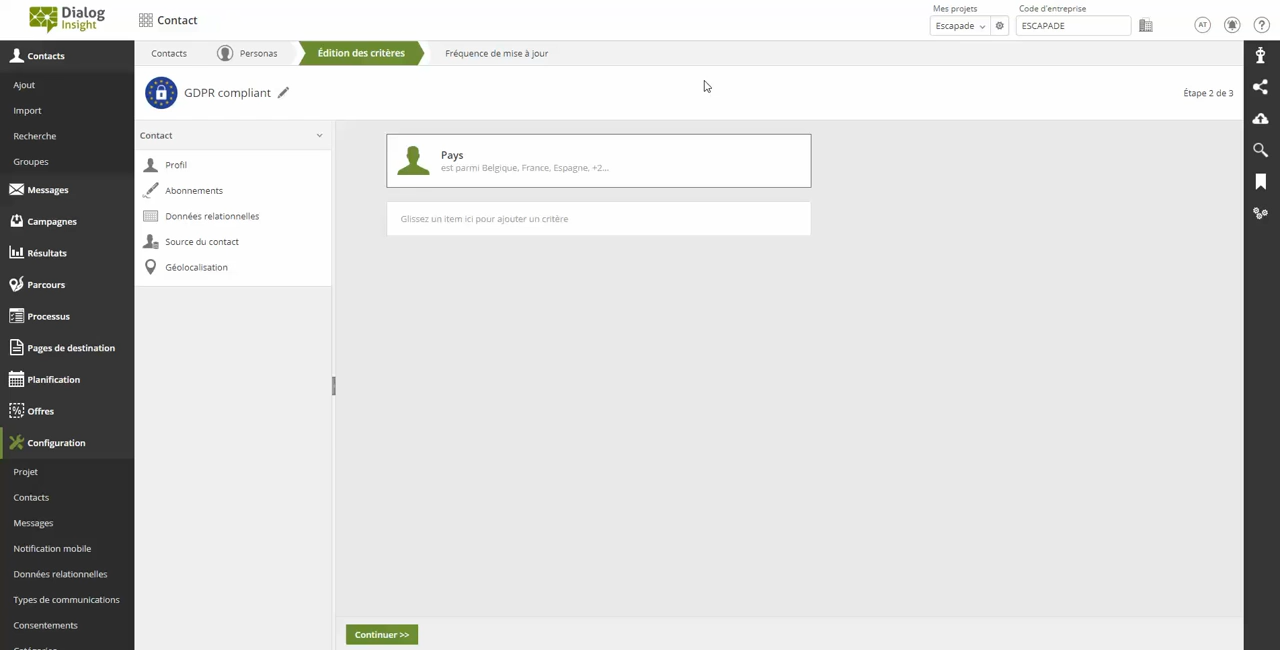 Dialog
Insight
Contact
Mes projets
Code d'entreprise
Escapade
ESCAPADE
AT
?
Contacts
Ajout
Import
Recherche
Groupes
Messages
Campagnes
Résultats
Parcours
Processus
Pages de destination
Planification
Offres
Configuration
Projet
Contacts
Messages
Notification mobile
Données relationnelles
Types de communications
Consentements
Catégories
Contacts
Personas
Édition des critères
Fréquence de mise à jour
GDPR compliant
Étape 2 de 3
Contact
Profil
Abonnements
Données relationnelles
Source du contact
Géolocalisation
Pays
est parmi Belgique, France, Espagne, +2...
Glissez un item ici pour ajouter un critère
Continuer >>